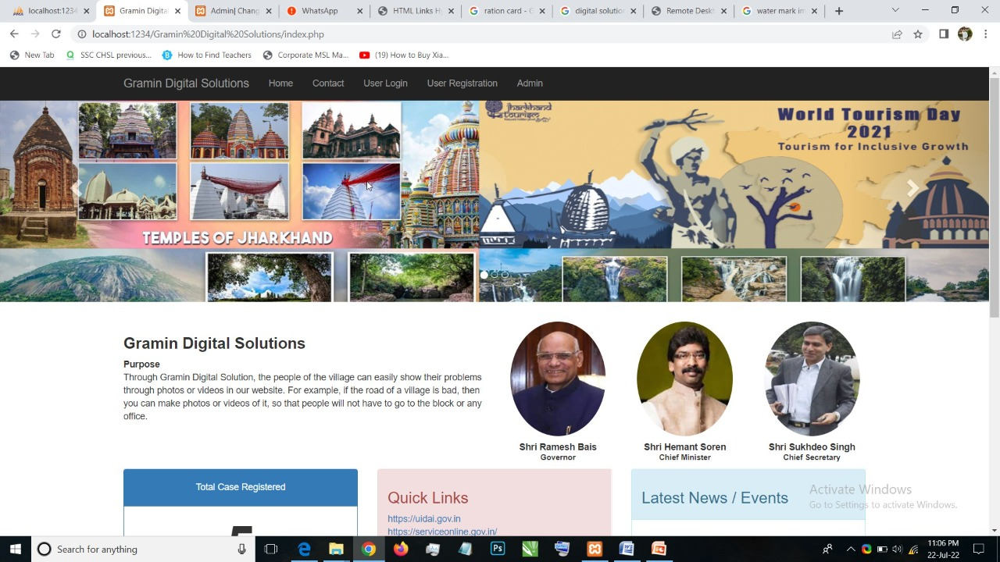 localhost:1234
Gramin Digital
Admin| Chang
WhatsApp
HTML Links Hy
ration card - G
digital solution
Remote Deskt
water mark im
localhost:1234/Gramin%20Digital%20Solutions/index.php
New Tab
SSC CHSL previous...
How to Find Teachers
Corporate MSL Ma...
(19) How to Buy Xia...
Gramin Digital Solutions
Home
Contact
User Login
User Registration
Admin
jharkhand
tourism
World Tourism Day
2021
Tourism for Inclusive Growth
TEMPLES OF JHARKHAND
Gramin Digital Solutions
Purpose
Through Gramin Digital Solution, the people of the village can easily show their problems
through photos or videos in our website. For example, if the road of a village is bad, then
you can make photos or videos of it, so that people will not have to go to the block or any
office.
Shri Ramesh Bais
Governor
Shri Hemant Soren
Chief Minister
Shri Sukhdeo Singh
Chief Secretary
Total Case Registered
Quick Links
https://uidai.gov.in
https://serviceonline.gov.in/
Latest News / Events
Activate Windows
Go to Settings to activate Windows.
Search for anything
11:06 PM
22-Jul-22